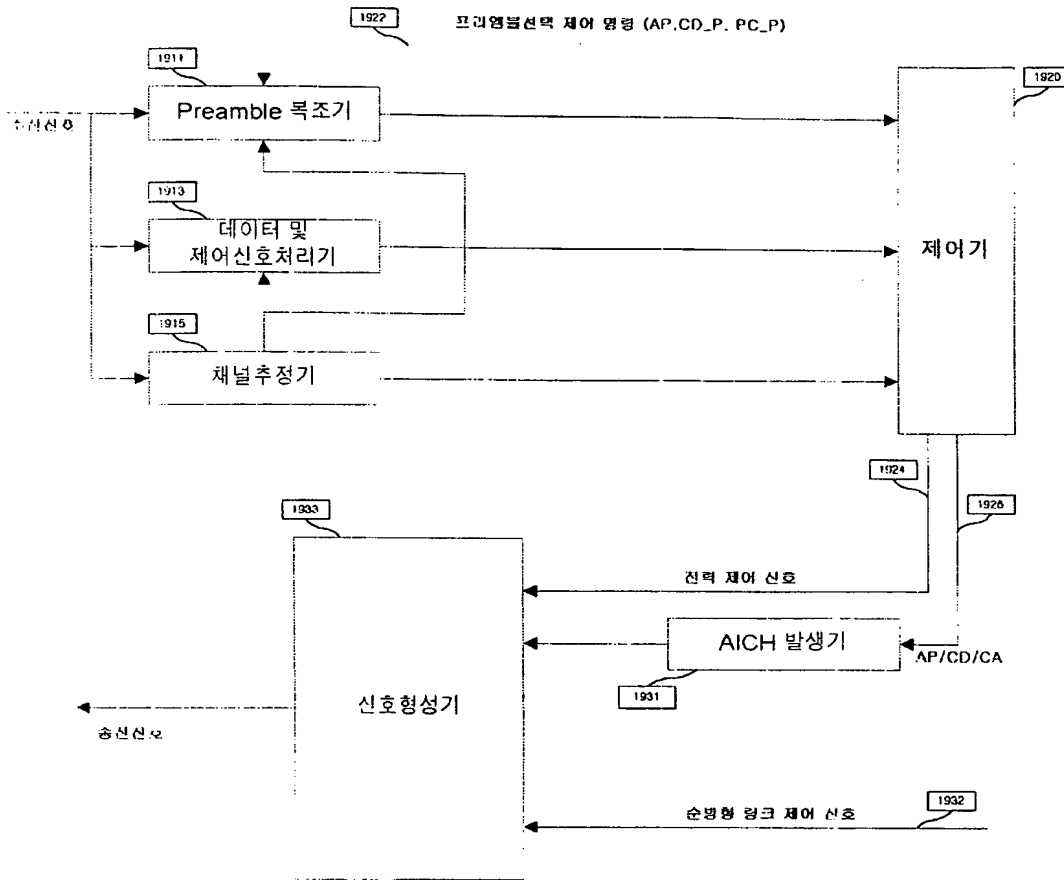 1922
프리앰블선택 제어 명령 (AP,CD_P. PC_P)
1911
1920
Preamble 복조기
수신신호
1913
데이터 및
제어신호처리기
제어기
1915
채널추정기
1924
1926
1933
전력 제어 신호
AICH 발생기
AP/CD/CA
1931
신호형성기
송신신호
1932
순방향 링크 제어 신호